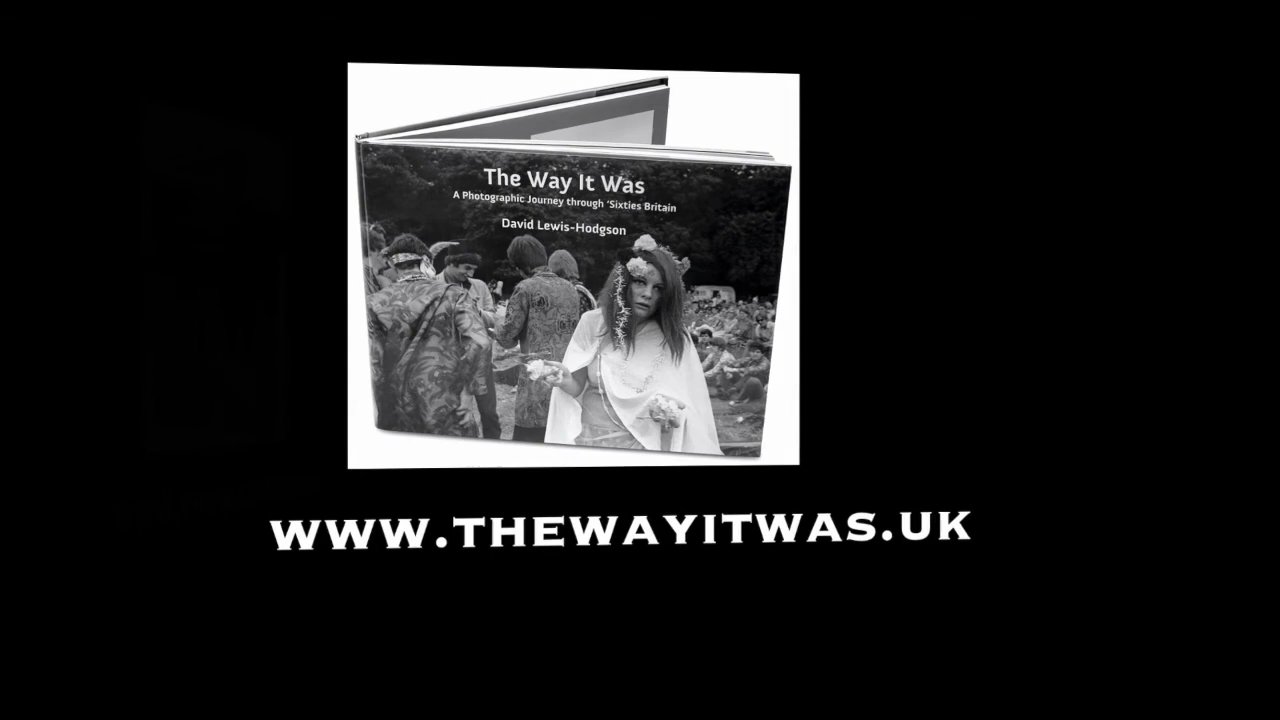 The Way It Was
A Photographic Journey through ‘Sixties Britain
David Lewis-Hodgson
WWW.THEWAYITWAS.UK